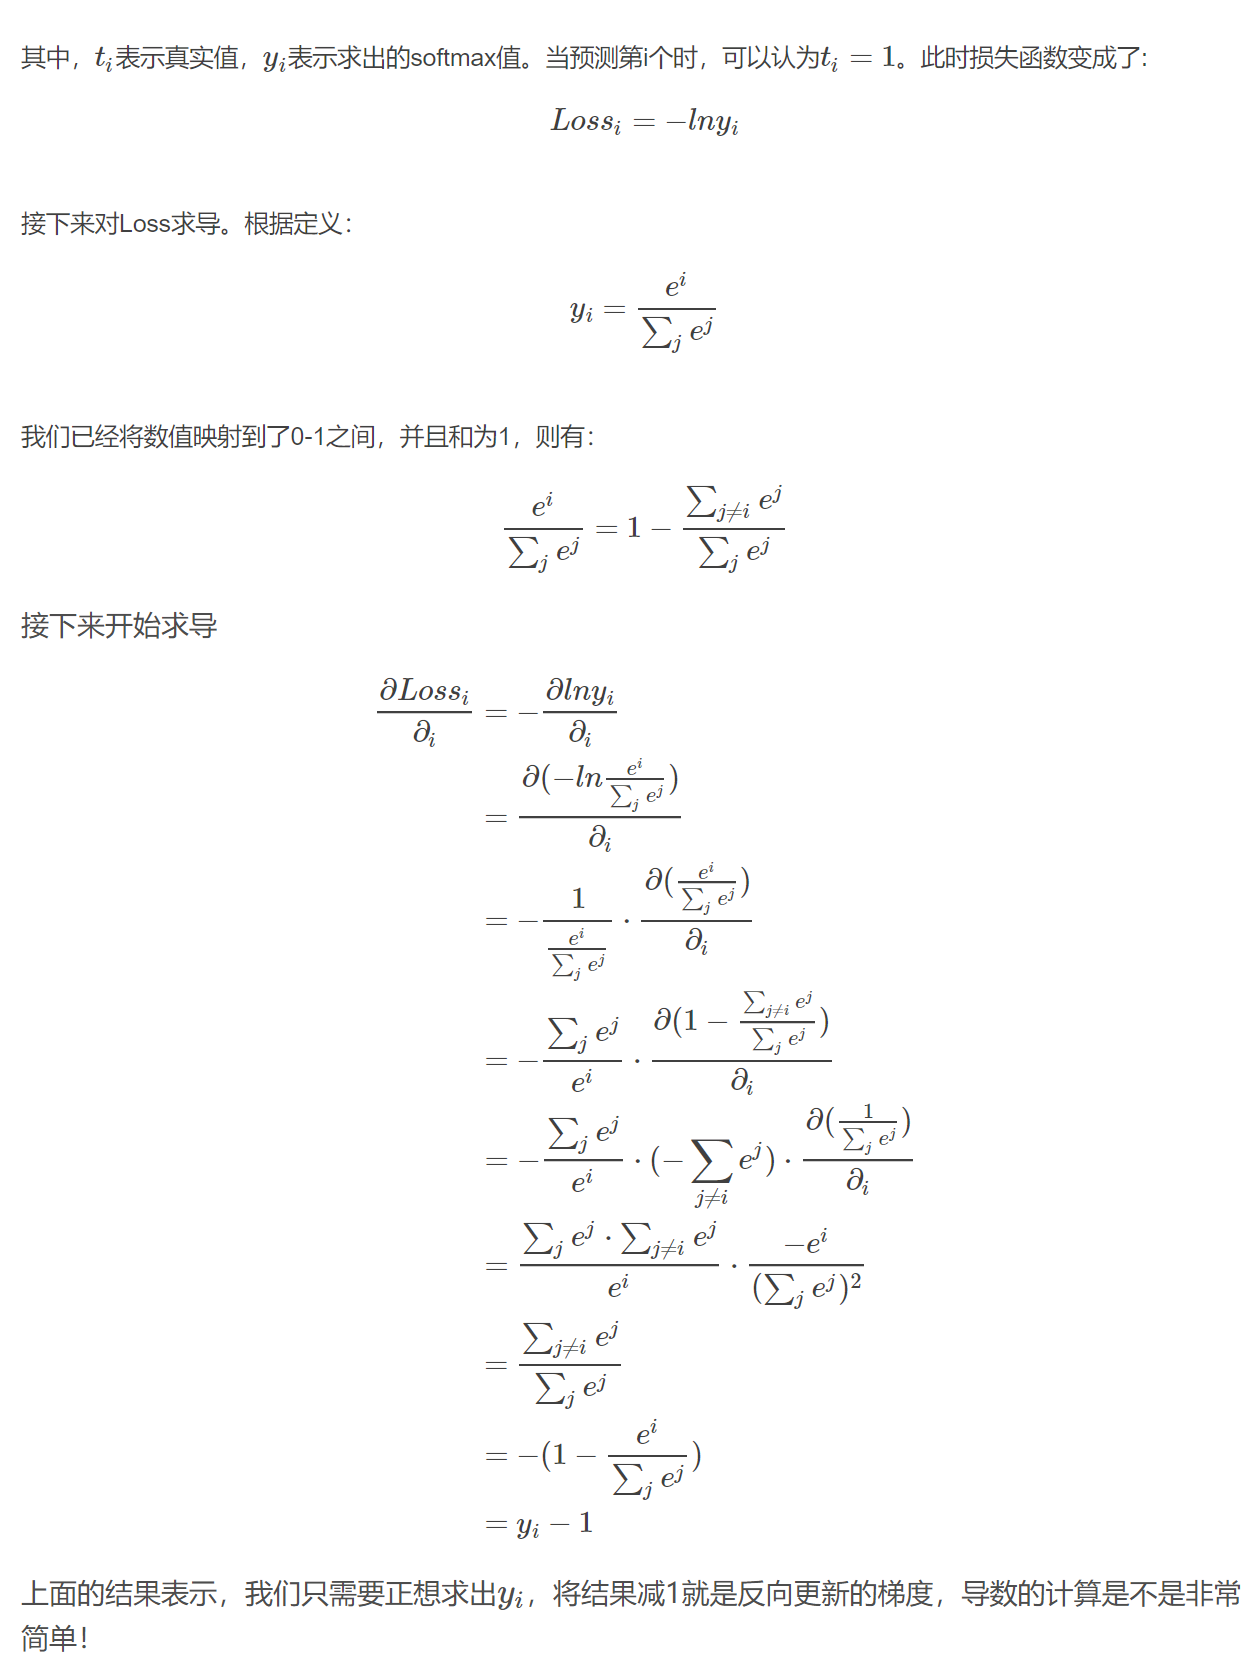 其中，$t_i$表示真实值，$y_i$表示求出的softmax值。当预测第i个时，可以认为$t_i = 1$。此时损失函数变成了:
$Loss_i = -lny_i$
接下来对Loss求导。根据定义：
$y_i = \frac{e^i}{\sum_j e^j}$
我们已经将数值映射到了0-1之间，并且和为1，则有：
$\frac{e^i}{\sum_j e^j} = 1 - \frac{\sum_{j \neq i} e^j}{\sum_j e^j}$
接下来开始求导
$\frac{\partial Loss_i}{\partial_i} = -\frac{\partial lny_i}{\partial_i}$
$= \frac{\partial(-ln\frac{e^i}{\sum_j e^j})}{\partial_i}$
$= -\frac{1}{\frac{e^i}{\sum_j e^j}} \cdot \frac{\partial(\frac{e^i}{\sum_j e^j})}{\partial_i}$
$= -\frac{\sum_j e^j}{e^i} \cdot \frac{\partial(1 - \frac{\sum_{j \neq i} e^j}{\sum_j e^j})}{\partial_i}$
$= -\frac{\sum_j e^j}{e^i} \cdot (-\sum_{j \neq i} e^j) \cdot \frac{\partial(\frac{1}{\sum_j e^j})}{\partial_i}$
$= \frac{\sum_j e^j \cdot \sum_{j \neq i} e^j}{e^i} \cdot \frac{-e^i}{(\sum_j e^j)^2}$
$= \frac{\sum_{j \neq i} e^j}{\sum_j e^j}$
$= -(1 - \frac{e^i}{\sum_j e^j})$
$= y_i - 1$
上面的结果表示，我们只需要正想求出$y_i$，将结果减1就是反向更新的梯度，导数的计算是不是非常
简单！